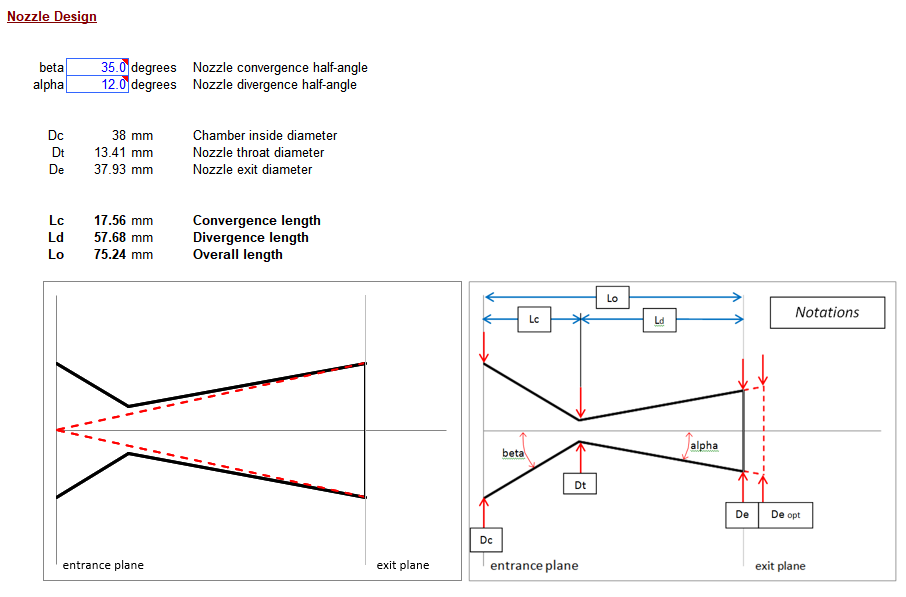 Nozzle Design
beta 35.0 degrees Nozzle convergence half-angle
alpha 12.0 degrees Nozzle divergence half-angle
Dc 38 mm Chamber inside diameter
Dt 13.41 mm Nozzle throat diameter
De 37.93 mm Nozzle exit diameter
Lc 17.56 mm Convergence length
Ld 57.68 mm Divergence length
Lo 75.24 mm Overall length
entrance plane exit plane
Lo
Notations
Lc Ld
alpha
beta
Dt
De De opt
Dc
entrance plane exit plane